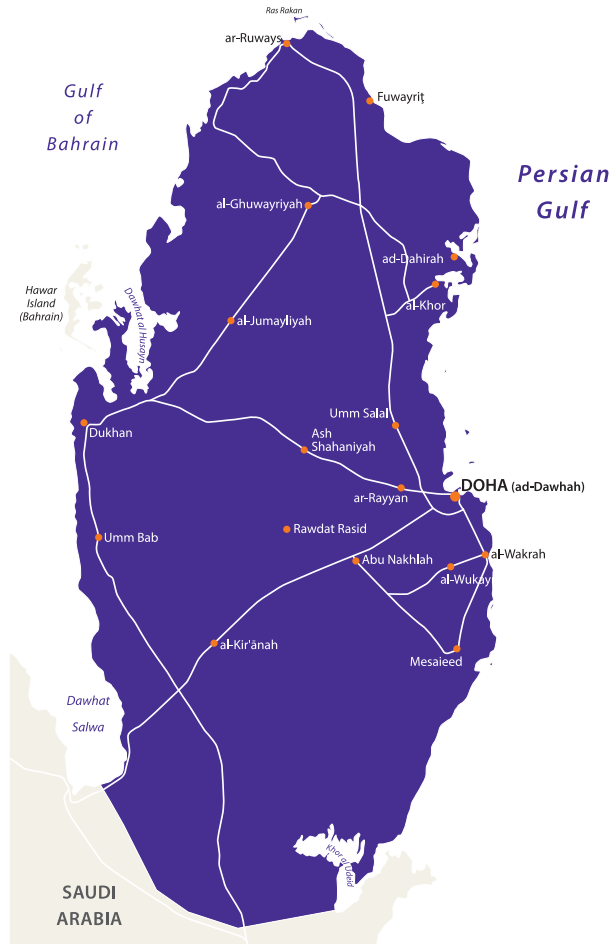 Ras Rakan
ar-Ruways
Gulf
of
Bahrain
Fuwayriţ
Persian
Gulf
al-Ghuwayriyah
ad-Dahirah
Hawar
Island
(Bahrain)
Dawhat al Husayn
al-Khor
al-Jumayliyah
Umm Salal
Dukhan
Ash
Shahaniyah
DOHA (ad-Dawhah)
ar-Rayyan
Rawdat Rasid
Umm Bab
Abu Nakhlah
al-Wakrah
al-Wukay
al-Kir'ānah
Mesaieed
Dawhat
Salwa
Khor al Udeid
SAUDI
ARABIA